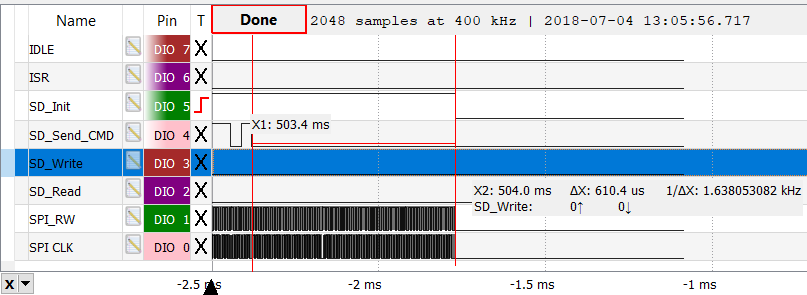 Name Pin T Done 2048 samples at 400 kHz | 2018-07-04 13:05:56.717
IDLE DIO 7 X
ISR DIO 6 X
SD_Init DIO 5
X1: 503.4 ms
SD_Send_CMD DIO 4 X
SD_Write DIO 3 X
SD_Read DIO 2 X
X2: 504.0 ms ΔX: 610.4 us 1/ΔX: 1.638053082 kHz
SD_Write: 0↑ 0↓
SPI_RW DIO 1 X
SPI CLK DIO 0 X
X -2.5 ms -2 ms -1.5 ms -1 ms